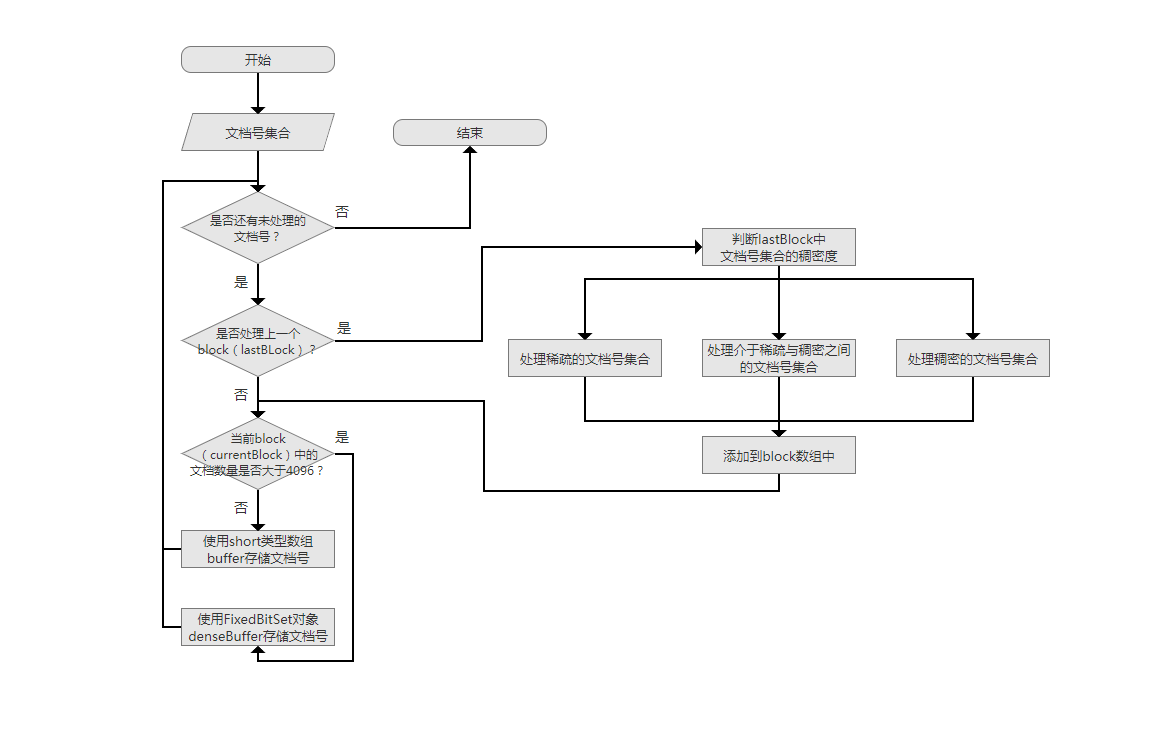 开始
文档号集合
结束
是否还有未处理的
文档号？
否
是
是否处理上一个
block（lastBLock）？
是
否
判断lastBlock中
文档号集合的稠密度
处理稀疏的文档号集合
处理介于稀疏与稠密之间
的文档号集合
处理稠密的文档号集合
添加到block数组中
当前block
（currentBlock）中的
文档数量是否大于4096？
是
否
使用short类型数组
buffer存储文档号
使用FixedBitSet对象
denseBuffer存储文档号